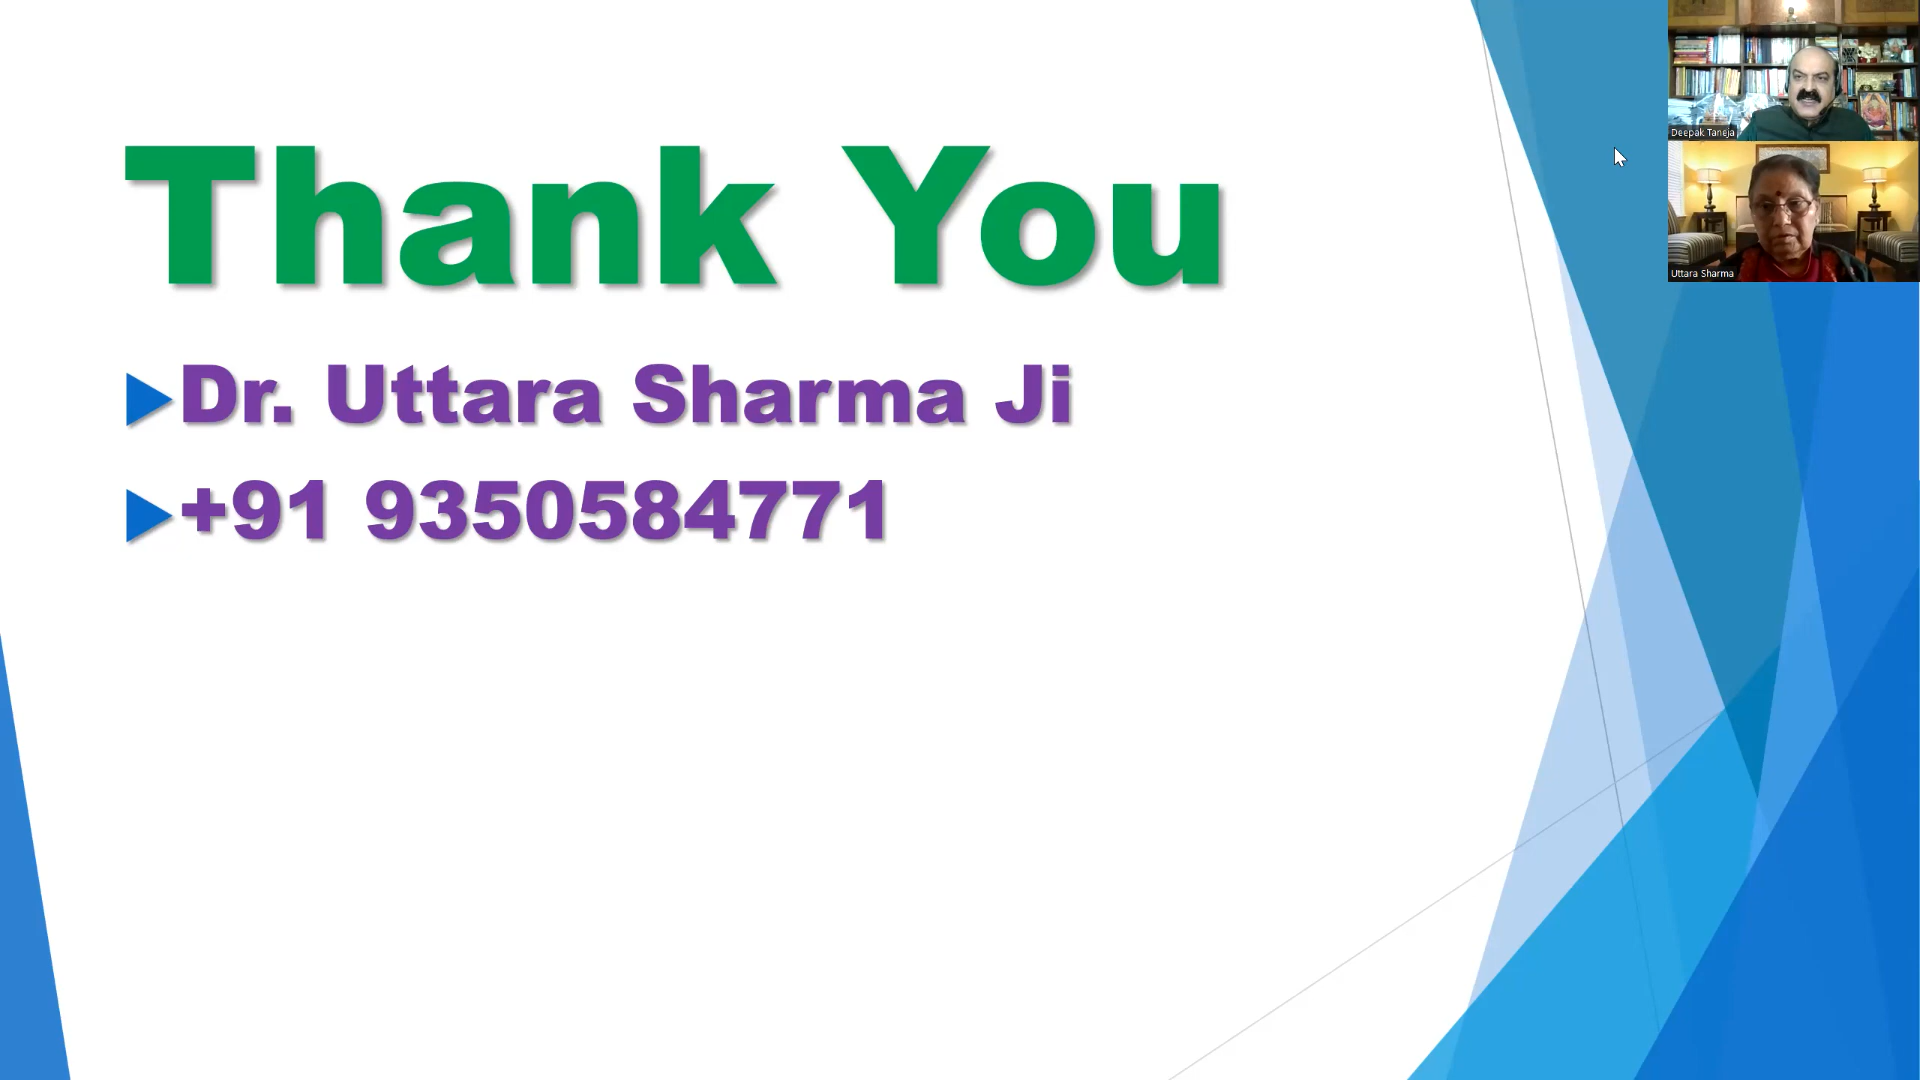 Thank You
Dr. Uttara Sharma Ji
+91 9350584771
Deepak Taneja
Uttara Sharma